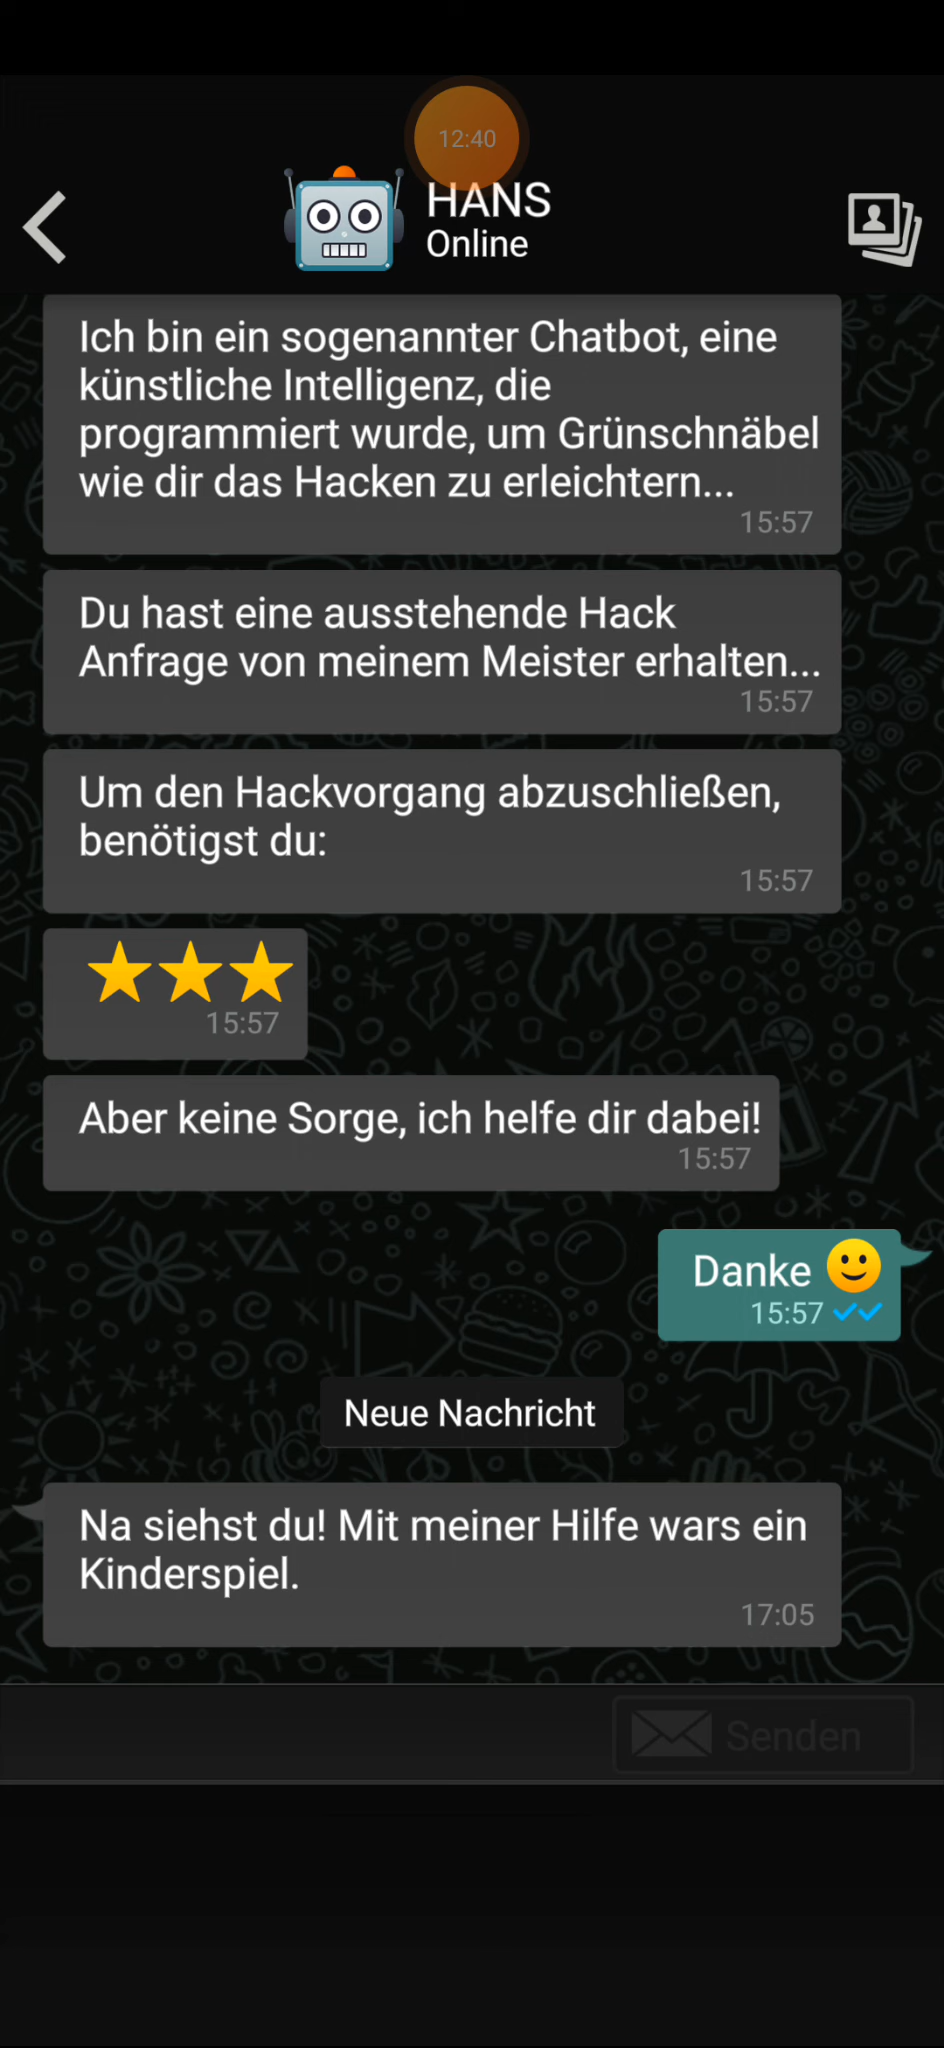 12:40
HANS
Online
Ich bin ein sogenannter Chatbot, eine
künstliche Intelligenz, die
programmiert wurde, um Grünschnäbel
wie dir das Hacken zu erleichtern...
15:57
Du hast eine ausstehende Hack
Anfrage von meinem Meister erhalten...
15:57
Um den Hackvorgang abzuschließen,
benötigst du:
15:57
15:57
Aber keine Sorge, ich helfe dir dabei!
15:57
Danke
15:57
Neue Nachricht
Na siehst du! Mit meiner Hilfe wars ein
Kinderspiel.
17:05
Senden